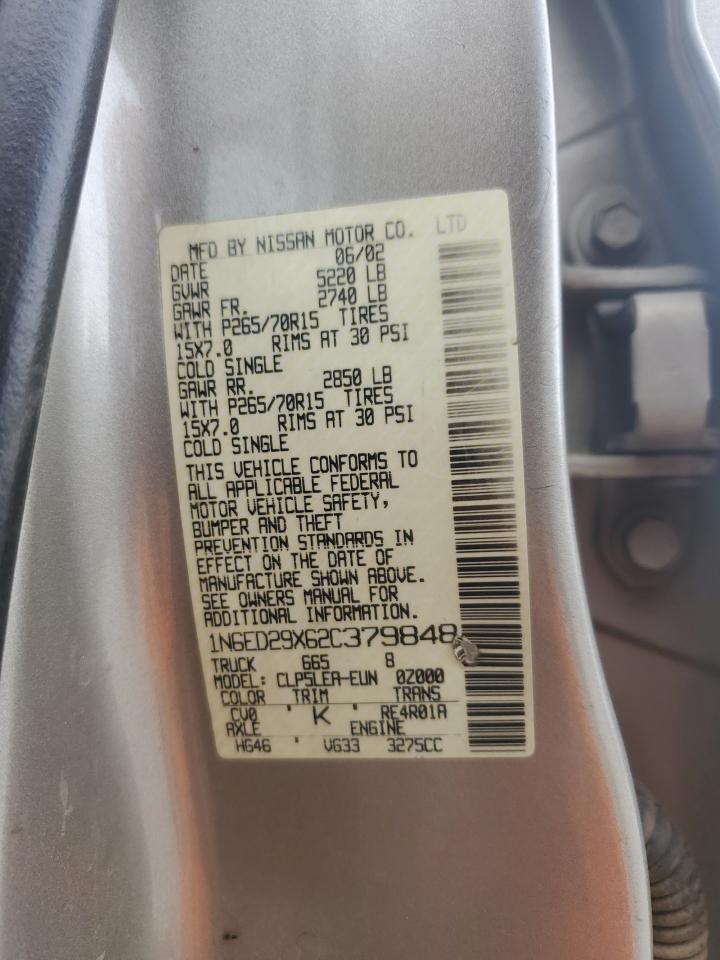 MFD BY NISSAN MOTOR CO. LTD
DATE 06/02
GVWR 5220 LB
GAWR FR. 2740 LB
WITH P265/70R15 TIRES
15X7.0 RIMS AT 30 PSI
COLD SINGLE
GAWR RR. 2850 LB
WITH P265/70R15 TIRES
15X7.0 RIMS AT 30 PSI
COLD SINGLE
THIS VEHICLE CONFORMS TO
ALL APPLICABLE FEDERAL
MOTOR VEHICLE SAFETY,
BUMPER AND THEFT
PREVENTION STANDARDS IN
EFFECT ON THE DATE OF
MANUFACTURE SHOWN ABOVE.
SEE OWNERS MANUAL FOR
ADDITIONAL INFORMATION.
1N6ED29X62C379848
TRUCK 665 8
MODEL: CLPSLEA-EUN 0Z000
COLOR TRIM TRANS
CV0 ' K ' RE4R01A
AXLE ENGINE
HG46 ' VG33 3275CC